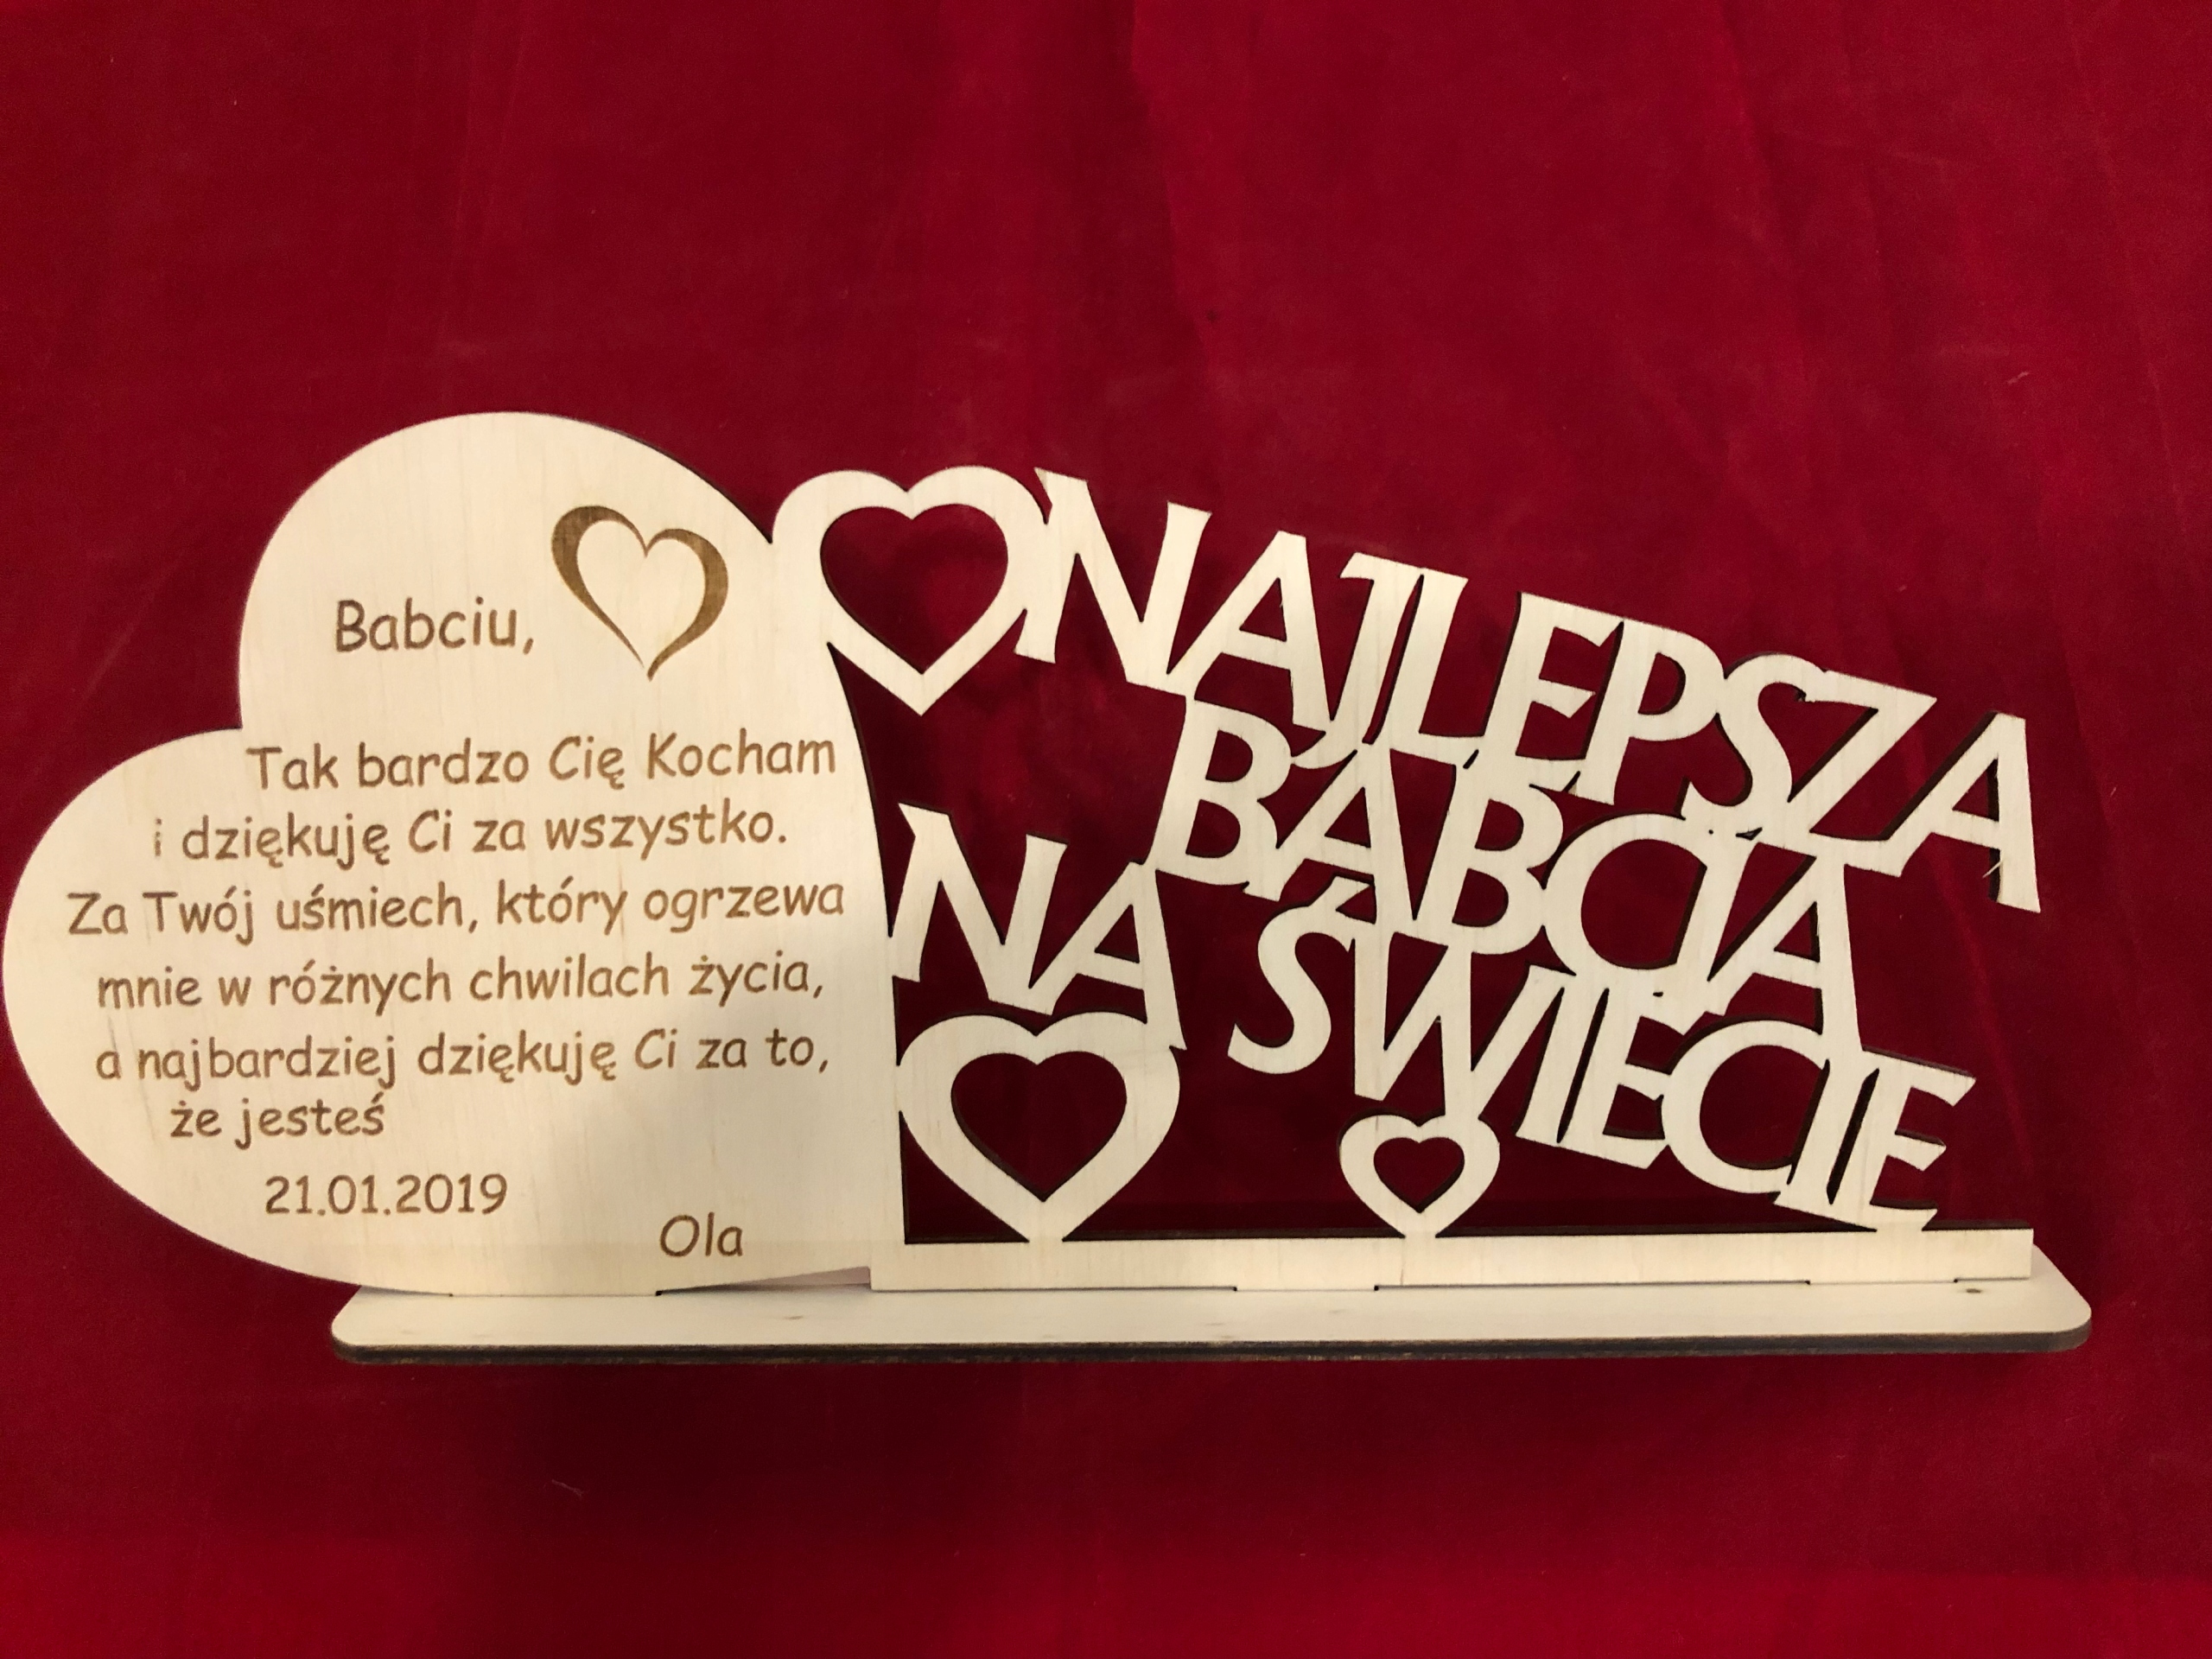 Babciu,
Tak bardzo Cię Kocham
i dziękuję Ci za wszystko.
Za Twój uśmiech, który ogrzewa
mnie w różnych chwilach życia,
a najbardziej dziękuję Ci za to,
że jesteś
21.01.2019
Ola
NAJLEPSZA
BABCIA
NA ŚWIECIE